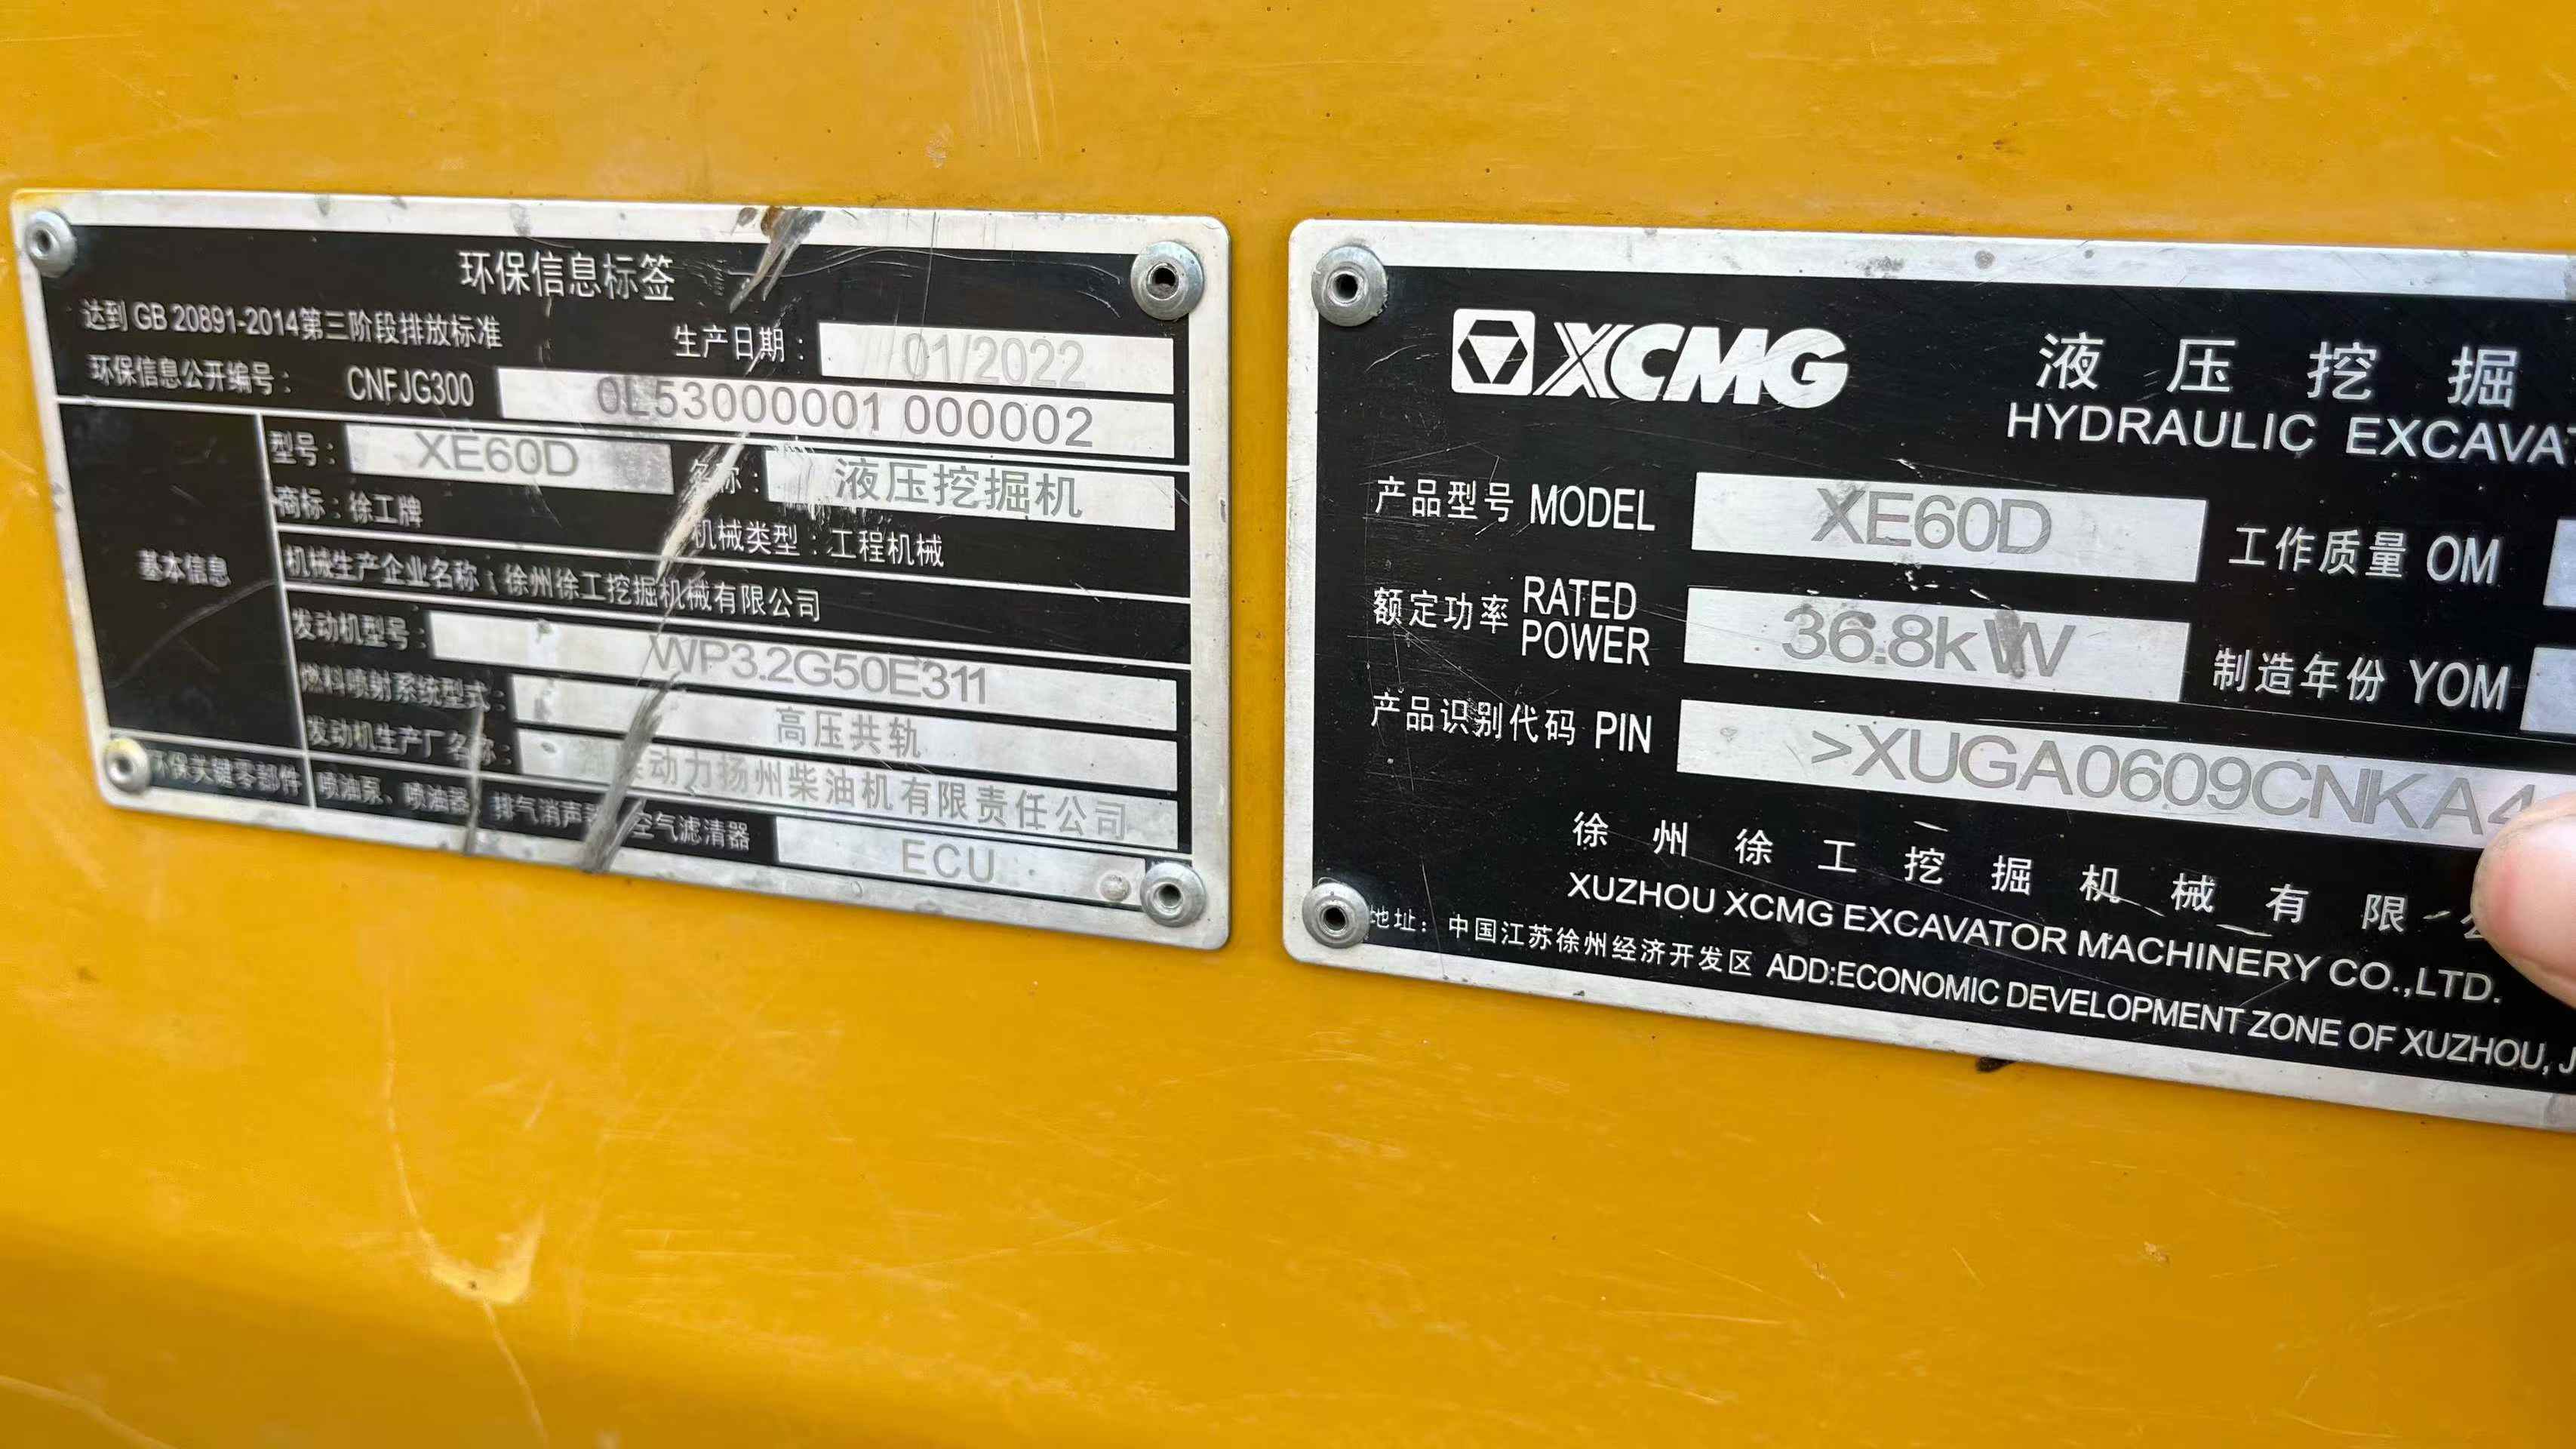 环保信息标签
达到 GB 20891-2014第三阶段排放标准
生产日期： 01/2022
环保信息公开编号： CNFJG300 0L53000001 000002
基本信息
型号： XE60D 名称： 液压挖掘机
商标：徐工牌 机械类型：工程机械
机械生产企业名称：徐州徐工挖掘机械有限公司
发动机型号： WP3.2G50E311
燃料喷射系统型式： 高压共轨
发动机生产厂名称： 动力扬州柴油机有限责任公司
环保关键零部件 喷油泵、喷油器、排气消声 空气滤清器 ECU
XCMG
液压挖掘
HYDRAULIC EXCAVAT
产品型号 MODEL XE60D 工作质量 OM
额定功率 RATED POWER 36.8kW 制造年份 YOM
产品识别代码 PIN >XUGA0609CNKA4
徐州徐工挖掘机械有限
XUZHOU XCMG EXCAVATOR MACHINERY CO.,LTD.
地址：中国江苏徐州经济开发区 ADD:ECONOMIC DEVELOPMENT ZONE OF XUZHOU, J